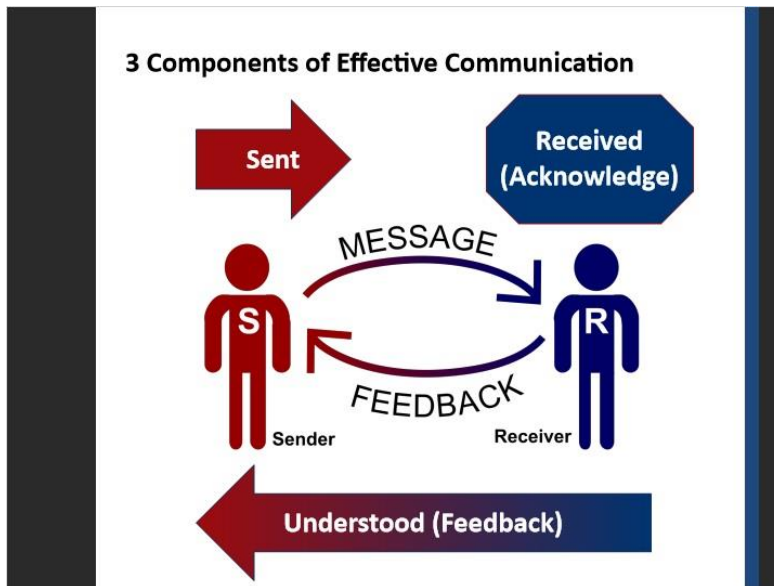 3 Components of Effective Communication
Sent
Received
(Acknowledge)
MESSAGE
S
R
FEEDBACK
Sender
Receiver
Understood (Feedback)